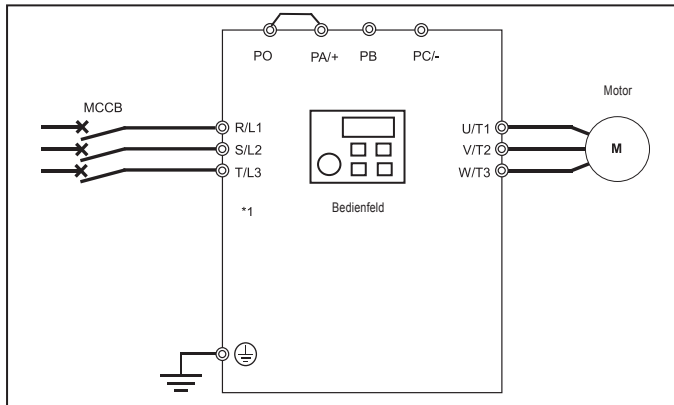 PO PA/+ PB PC/-
MCCB
Motor
R/L1
S/L2
T/L3
U/T1
V/T2
W/T3
M
*1
Bedienfeld